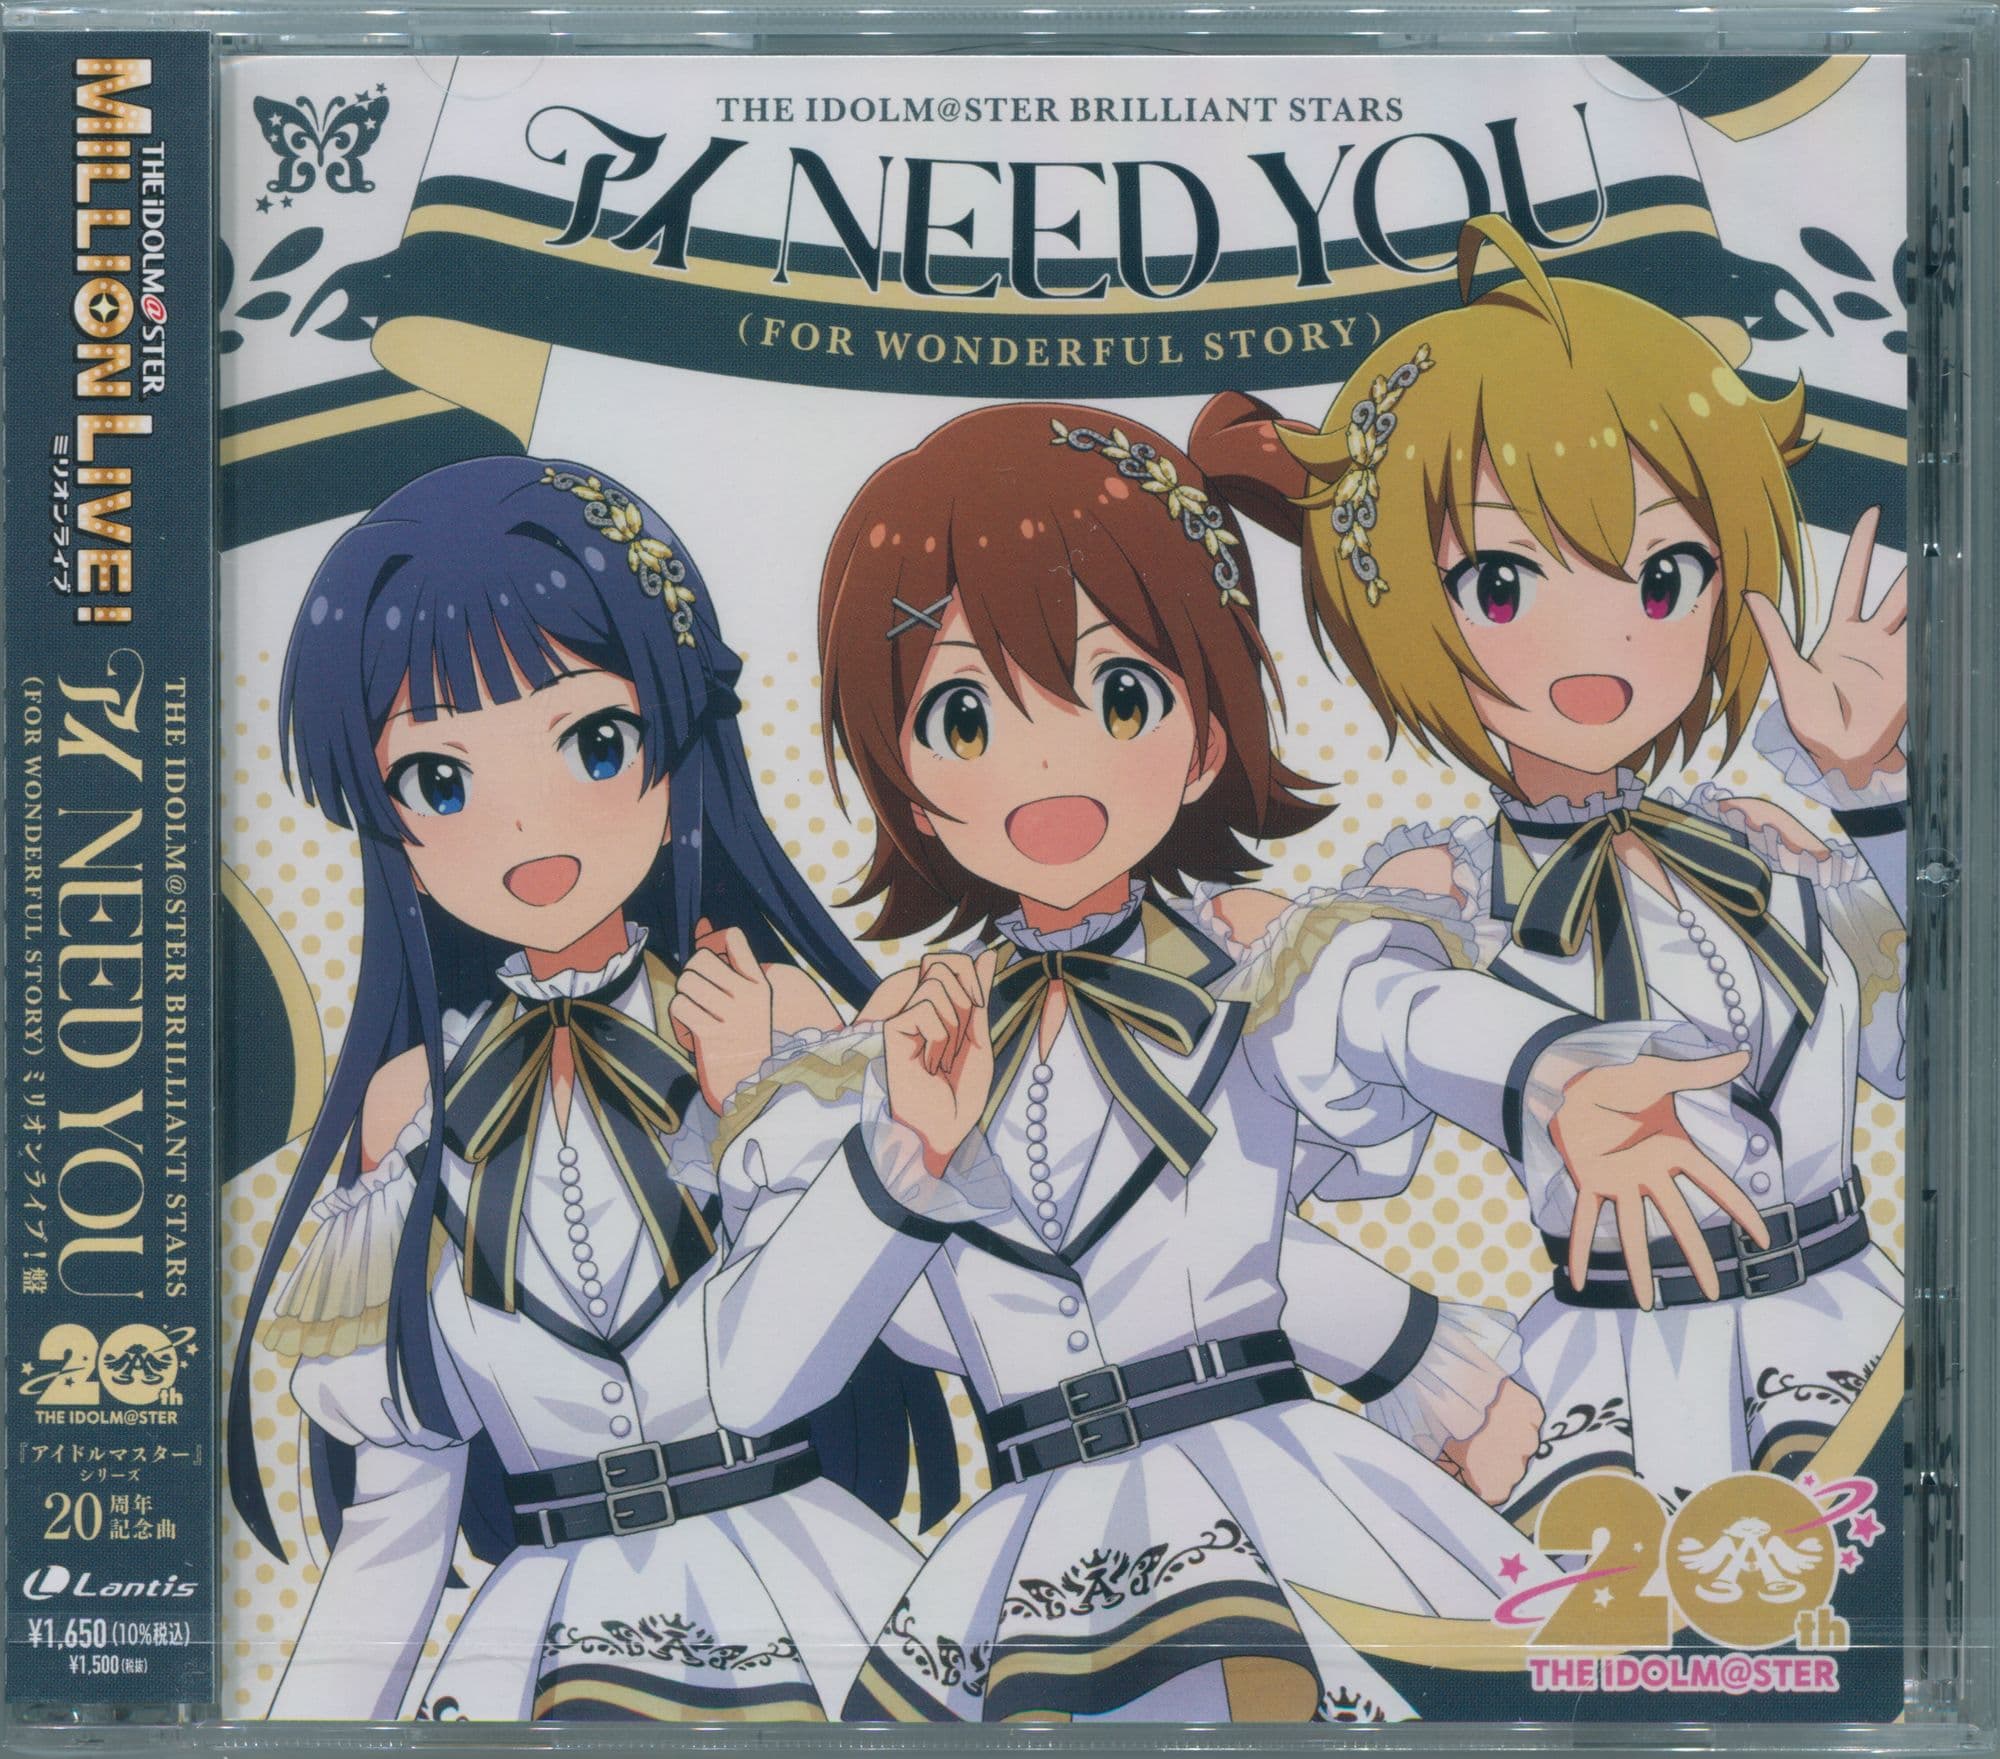 THE IDOLM@STER
MILLION LIVE!
ミリオンライブ
THE IDOLM@STER BRILLIANT STARS
アイ NEED YOU
(FOR WONDERFUL STORY) ミリオンライブ！盤
20th
THE IDOLM@STER
『アイドルマスター』
シリーズ
20周年
記念曲
Lantis
¥1,650(10%税込)
¥1,500(税抜)
THE IDOLM@STER BRILLIANT STARS
アイ NEED YOU
(FOR WONDERFUL STORY)
A
A
20th
THE IDOLM@STER